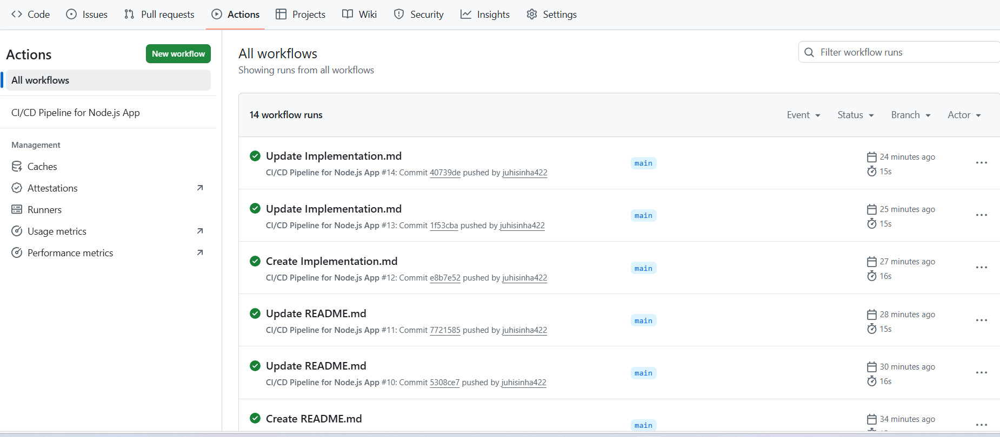 Code Issues Pull requests Actions Projects Wiki Security Insights Settings
Actions
New workflow
All workflows
CI/CD Pipeline for Node.js App
Management
Caches
Attestations
Runners
Usage metrics
Performance metrics
All workflows
Showing runs from all workflows
Filter workflow runs
14 workflow runs
Event Status Branch Actor
Update Implementation.md
CI/CD Pipeline for Node.js App #14: Commit 40739de pushed by juhisinha422
main
24 minutes ago
15s
Update Implementation.md
CI/CD Pipeline for Node.js App #13: Commit 1f53cba pushed by juhisinha422
main
25 minutes ago
15s
Create Implementation.md
CI/CD Pipeline for Node.js App #12: Commit e8b7e52 pushed by juhisinha422
main
27 minutes ago
16s
Update README.md
CI/CD Pipeline for Node.js App #11: Commit 7721585 pushed by juhisinha422
main
28 minutes ago
15s
Update README.md
CI/CD Pipeline for Node.js App #10: Commit 5308ce7 pushed by juhisinha422
main
30 minutes ago
16s
Create README.md
main
34 minutes ago